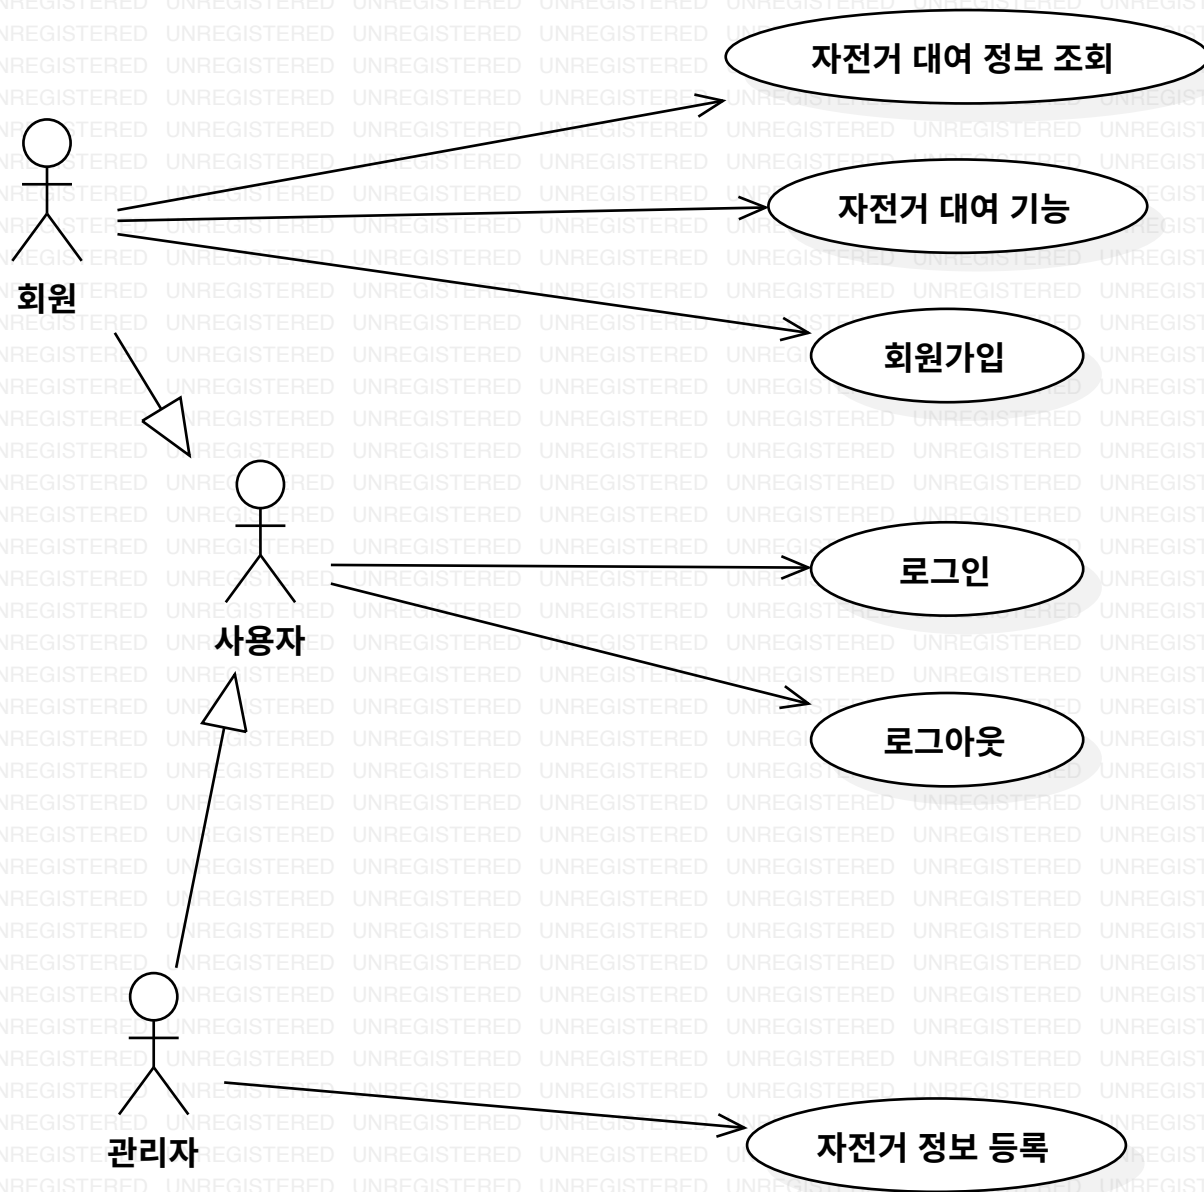 자전거 대여 정보 조회
자전거 대여 기능
회원
회원가입
로그인
사용자
로그아웃
관리자
자전거 정보 등록
UNREGISTERED